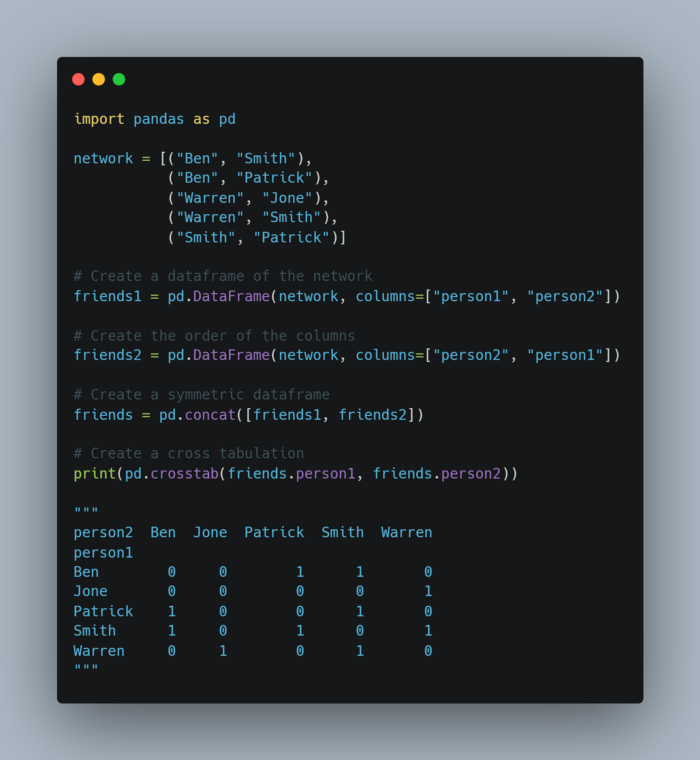 import pandas as pd

network = [("Ben", "Smith"),
           ("Ben", "Patrick"),
           ("Warren", "Jone"),
           ("Warren", "Smith"),
           ("Smith", "Patrick")]

# Create a dataframe of the network
friends1 = pd.DataFrame(network, columns=["person1", "person2"])

# Create the order of the columns
friends2 = pd.DataFrame(network, columns=["person2", "person1"])

# Create a symmetric dataframe
friends = pd.concat([friends1, friends2])

# Create a cross tabulation
print(pd.crosstab(friends.person1, friends.person2))

"""
person2  Ben  Jone  Patrick  Smith  Warren
person1
Ben        0     0        1      1       0
Jone       0     0        0      0       1
Patrick    1     0        0      1       0
Smith      1     0        1      0       1
Warren     0     1        0      1       0
"""